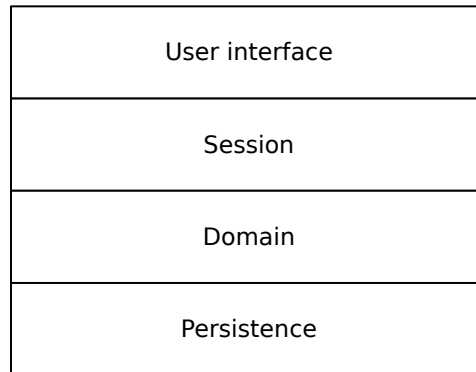 User interface
Session
Domain
Persistence